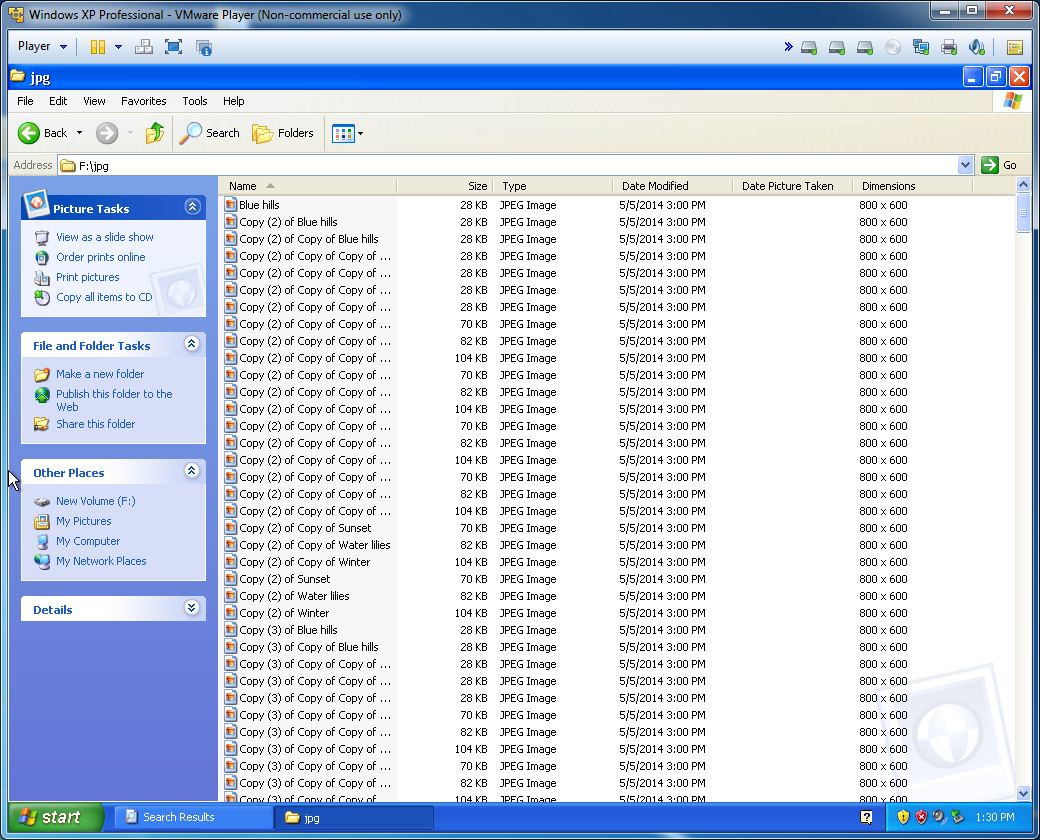 Windows XP Professional - VMware Player (Non-commercial use only)
Player
jpg
File Edit View Favorites Tools Help
Back Search Folders
Address F:\jpg Go
Picture Tasks
View as a slide show
Order prints online
Print pictures
Copy all items to CD
File and Folder Tasks
Make a new folder
Publish this folder to the
Web
Share this folder
Other Places
New Volume (F:)
My Pictures
My Computer
My Network Places
Details
Name Size Type Date Modified Date Picture Taken Dimensions
Blue hills 28 KB JPEG Image 5/5/2014 3:00 PM 800 x 600
Copy (2) of Blue hills 28 KB JPEG Image 5/5/2014 3:00 PM 800 x 600
Copy (2) of Copy of Blue hills 28 KB JPEG Image 5/5/2014 3:00 PM 800 x 600
Copy (2) of Copy of Copy of ... 28 KB JPEG Image 5/5/2014 3:00 PM 800 x 600
Copy (2) of Copy of Copy of ... 28 KB JPEG Image 5/5/2014 3:00 PM 800 x 600
Copy (2) of Copy of Copy of ... 28 KB JPEG Image 5/5/2014 3:00 PM 800 x 600
Copy (2) of Copy of Copy of ... 28 KB JPEG Image 5/5/2014 3:00 PM 800 x 600
Copy (2) of Copy of Copy of ... 70 KB JPEG Image 5/5/2014 3:00 PM 800 x 600
Copy (2) of Copy of Copy of ... 82 KB JPEG Image 5/5/2014 3:00 PM 800 x 600
Copy (2) of Copy of Copy of ... 104 KB JPEG Image 5/5/2014 3:00 PM 800 x 600
Copy (2) of Copy of Copy of ... 70 KB JPEG Image 5/5/2014 3:00 PM 800 x 600
Copy (2) of Copy of Copy of ... 82 KB JPEG Image 5/5/2014 3:00 PM 800 x 600
Copy (2) of Copy of Copy of ... 104 KB JPEG Image 5/5/2014 3:00 PM 800 x 600
Copy (2) of Copy of Copy of ... 70 KB JPEG Image 5/5/2014 3:00 PM 800 x 600
Copy (2) of Copy of Copy of ... 82 KB JPEG Image 5/5/2014 3:00 PM 800 x 600
Copy (2) of Copy of Copy of ... 104 KB JPEG Image 5/5/2014 3:00 PM 800 x 600
Copy (2) of Copy of Copy of ... 70 KB JPEG Image 5/5/2014 3:00 PM 800 x 600
Copy (2) of Copy of Copy of ... 82 KB JPEG Image 5/5/2014 3:00 PM 800 x 600
Copy (2) of Copy of Copy of ... 104 KB JPEG Image 5/5/2014 3:00 PM 800 x 600
Copy (2) of Copy of Sunset 70 KB JPEG Image 5/5/2014 3:00 PM 800 x 600
Copy (2) of Copy of Water lilies 82 KB JPEG Image 5/5/2014 3:00 PM 800 x 600
Copy (2) of Copy of Winter 104 KB JPEG Image 5/5/2014 3:00 PM 800 x 600
Copy (2) of Sunset 70 KB JPEG Image 5/5/2014 3:00 PM 800 x 600
Copy (2) of Water lilies 82 KB JPEG Image 5/5/2014 3:00 PM 800 x 600
Copy (2) of Winter 104 KB JPEG Image 5/5/2014 3:00 PM 800 x 600
Copy (3) of Blue hills 28 KB JPEG Image 5/5/2014 3:00 PM 800 x 600
Copy (3) of Copy of Blue hills 28 KB JPEG Image 5/5/2014 3:00 PM 800 x 600
Copy (3) of Copy of Copy of ... 28 KB JPEG Image 5/5/2014 3:00 PM 800 x 600
Copy (3) of Copy of Copy of ... 28 KB JPEG Image 5/5/2014 3:00 PM 800 x 600
Copy (3) of Copy of Copy of ... 28 KB JPEG Image 5/5/2014 3:00 PM 800 x 600
Copy (3) of Copy of Copy of ... 70 KB JPEG Image 5/5/2014 3:00 PM 800 x 600
Copy (3) of Copy of Copy of ... 82 KB JPEG Image 5/5/2014 3:00 PM 800 x 600
Copy (3) of Copy of Copy of ... 104 KB JPEG Image 5/5/2014 3:00 PM 800 x 600
Copy (3) of Copy of Copy of ... 70 KB JPEG Image 5/5/2014 3:00 PM 800 x 600
Copy (3) of Copy of Copy of ... 82 KB JPEG Image 5/5/2014 3:00 PM 800 x 600
Copy (3) of Copy of Copy of ... 104 KB JPEG Image 5/5/2014 3:00 PM 800 x 600
start Search Results jpg 1:30 PM